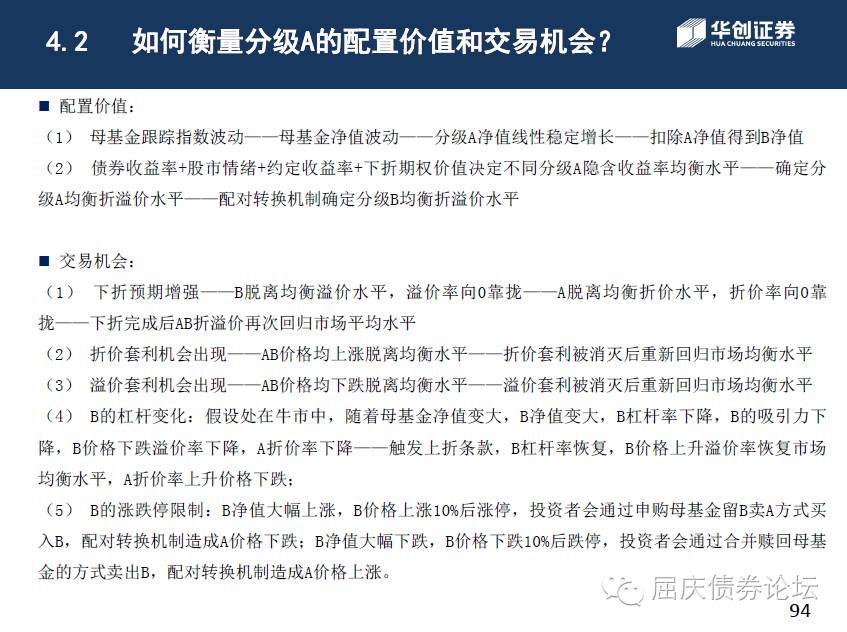 4.2 如何衡量分级A的配置价值和交易机会？
华创证券
HUA CHUANG SECURITIES
■ 配置价值：
（1） 母基金跟踪指数波动——母基金净值波动——分级A净值线性稳定增长——扣除A净值得到B净值
（2） 债券收益率+股市情绪+约定收益率+下折期权价值决定不同分级A隐含收益率均衡水平——确定分
级A均衡折溢价水平——配对转换机制确定分级B均衡折溢价水平
■ 交易机会：
（1） 下折预期增强——B脱离均衡溢价水平，溢价率向0靠拢——A脱离均衡折价水平，折价率向0靠
拢——下折完成后AB折溢价再次回归市场平均水平
（2） 折价套利机会出现——AB价格均上涨脱离均衡水平——折价套利被消灭后重新回归市场均衡水平
（3） 溢价套利机会出现——AB价格均下跌脱离均衡水平——溢价套利被消灭后重新回归市场均衡水平
（4） B的杠杆变化：假设处在牛市中，随着母基金净值变大，B净值变大，B杠杆率下降，B的吸引力下
降，B价格下跌溢价率下降，A折价率下降——触发上折条款，B杠杆率恢复，B价格上升溢价率恢复市场
均衡水平，A折价率上升价格下跌；
（5） B的涨跌停限制：B净值大幅上涨，B价格上涨10%后涨停，投资者会通过申购母基金留B卖A方式买
入B，配对转换机制造成A价格下跌；B净值大幅下跌，B价格下跌10%后跌停，投资者会通过合并赎回母基
金的方式卖出B，配对转换机制造成A价格上涨。
屈庆债券论坛
94